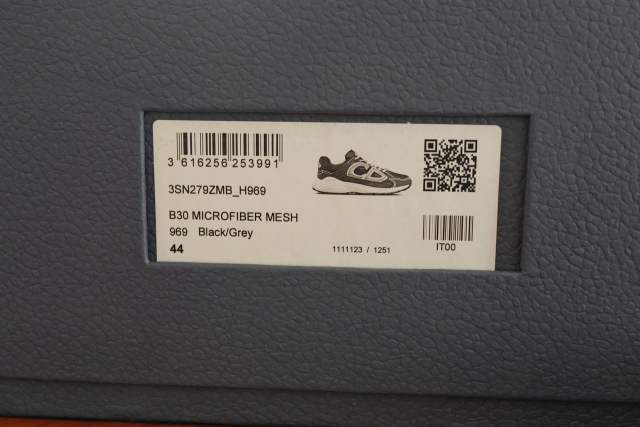 3 616256 253991
3SN279ZMB_H969
B30 MICROFIBER MESH
969 Black/Grey
44
1111123 / 1251
IT00